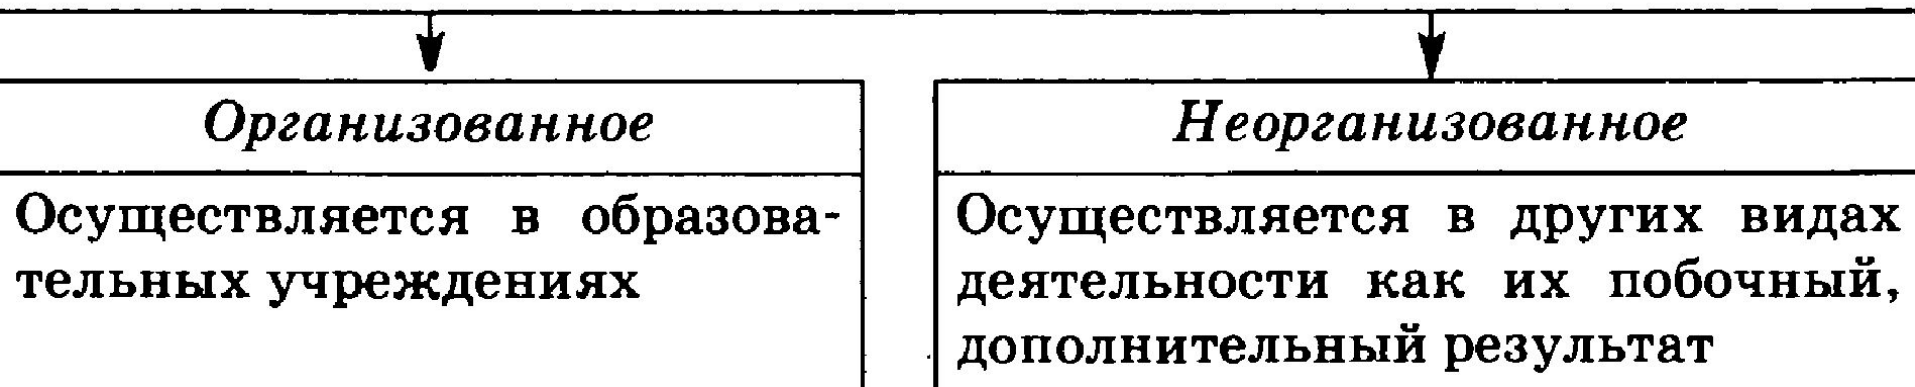 Организованное
Осуществляется в образова-
тельных учреждениях
Неорганизованное
Осуществляется в других видах
деятельности как их побочный,
дополнительный результат